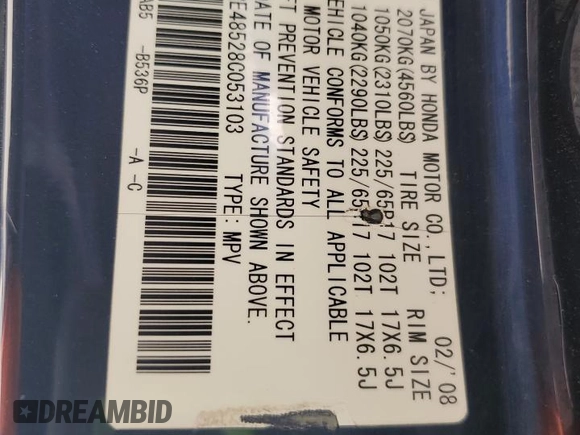 JAPAN BY HONDA MOTOR CO.,LTD; 02/'08
2070KG(4560LBS) TIRE SIZE RIM SIZE
1050KG(2310LBS) 225/65R17 102T 17X6.5J
1040KG(2290LBS) 225/65R17 102T 17X6.5J
VEHICLE CONFORMS TO ALL APPLICABLE
MOTOR VEHICLE SAFETY
PREVENTION STANDARDS IN EFFECT
DATE OF MANUFACTURE SHOWN ABOVE.
E485280053103 TYPE:MPV
-B536P -A -C
DREAMBID